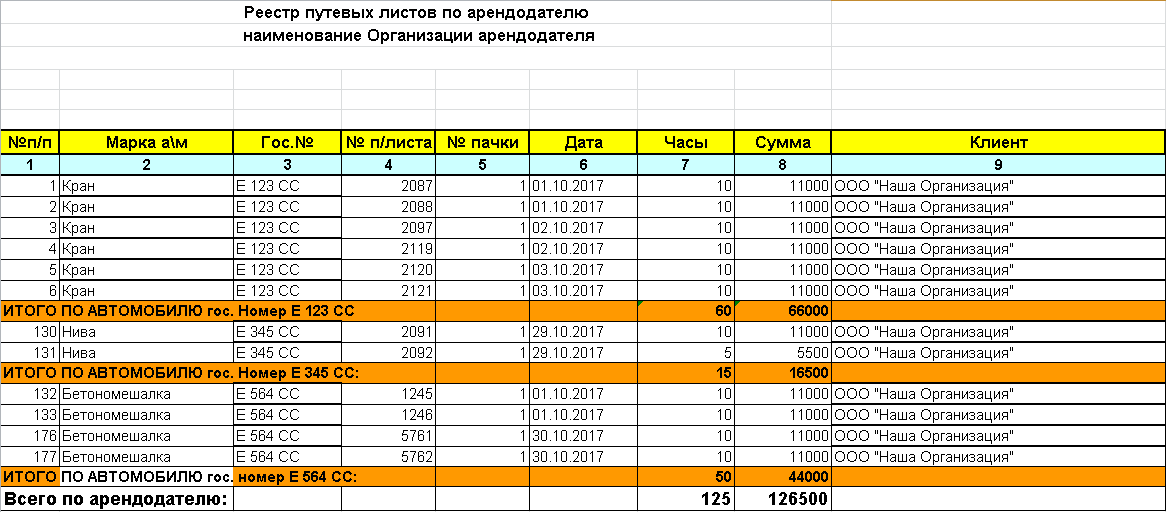 Реестр путевых листов по арендодателю
наименование Организации арендодателя
№п/п Марка а\м Гос.№ № п/листа № пачки Дата Часы Сумма Клиент
1 2 3 4 5 6 7 8 9
1 Кран Е 123 СС 2087 1 01.10.2017 10 11000 ООО "Наша Организация"
2 Кран Е 123 СС 2088 1 01.10.2017 10 11000 ООО "Наша Организация"
3 Кран Е 123 СС 2097 1 02.10.2017 10 11000 ООО "Наша Организация"
4 Кран Е 123 СС 2119 1 02.10.2017 10 11000 ООО "Наша Организация"
5 Кран Е 123 СС 2120 1 03.10.2017 10 11000 ООО "Наша Организация"
6 Кран Е 123 СС 2121 1 03.10.2017 10 11000 ООО "Наша Организация"
ИТОГО ПО АВТОМОБИЛЮ гос. Номер Е 123 СС 60 66000
130 Нива Е 345 СС 2091 1 29.10.2017 10 11000 ООО "Наша Организация"
131 Нива Е 345 СС 2092 1 29.10.2017 5 5500 ООО "Наша Организация"
ИТОГО ПО АВТОМОБИЛЮ гос. Номер Е 345 СС: 15 16500
132 Бетономешалка Е 564 СС 1245 1 01.10.2017 10 11000 ООО "Наша Организация"
133 Бетономешалка Е 564 СС 1246 1 01.10.2017 10 11000 ООО "Наша Организация"
176 Бетономешалка Е 564 СС 5761 1 30.10.2017 10 11000 ООО "Наша Организация"
177 Бетономешалка Е 564 СС 5762 1 30.10.2017 10 11000 ООО "Наша Организация"
ИТОГО ПО АВТОМОБИЛЮ гос. номер Е 564 СС: 50 44000
Всего по арендодателю: 125 126500